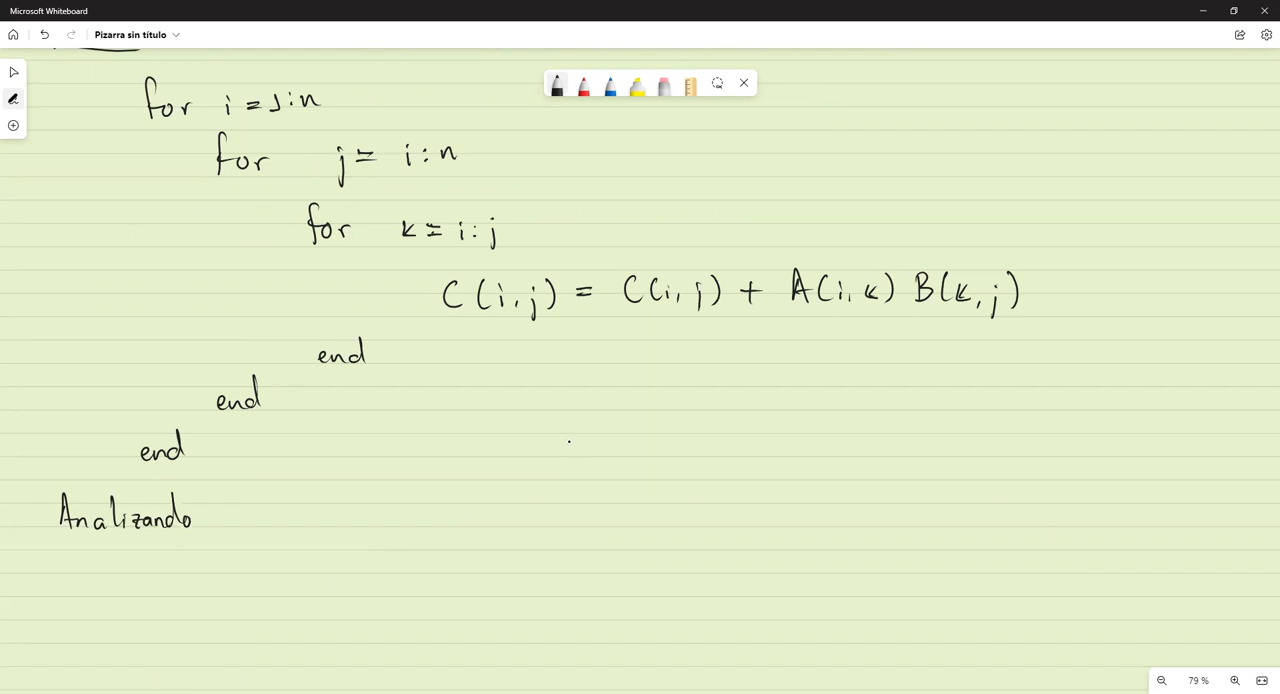 Microsoft Whiteboard
Pizarra sin título
for i = 1:n
for j = i:n
for k = i:j
C(i,j) = C(i,j) + A(i,k) B(k,j)
end
end
end
Analizando
79 %